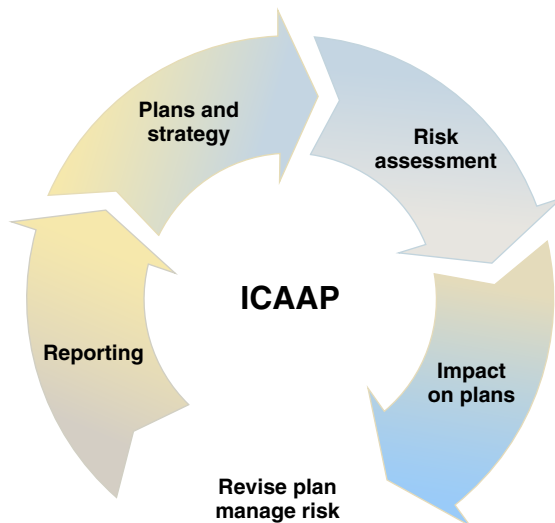 Plans and
strategy
Risk
assessment
ICAAP
Reporting
Impact
on plans
Revise plan
manage risk